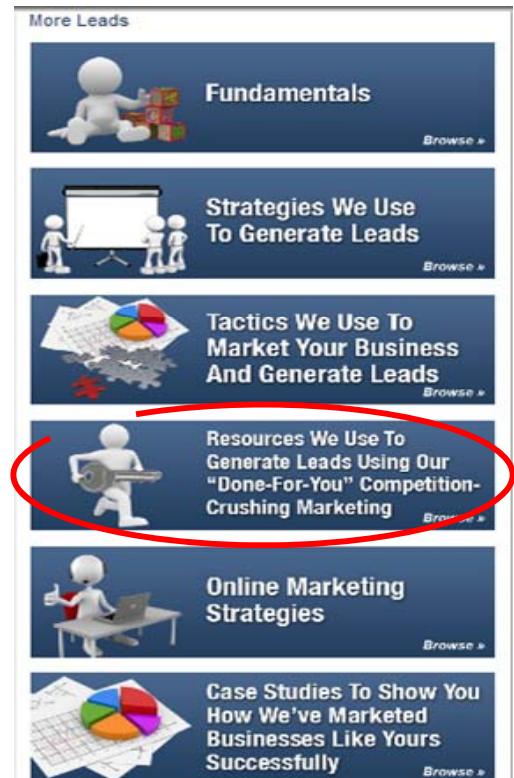 More Leads
Fundamentals
Browse »
Strategies We Use
To Generate Leads
Browse »
Tactics We Use To
Market Your Business
And Generate Leads
Browse »
Resources We Use To
Generate Leads Using Our
“Done-For-You” Competition-
Crushing Marketing
Browse »
Online Marketing
Strategies
Browse »
Case Studies To Show You
How We've Marketed
Businesses Like Yours
Successfully
Browse »